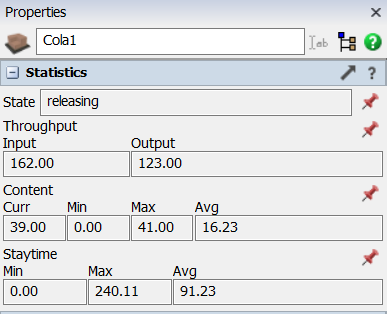 Properties
Cola1
Statistics
State releasing
Throughput
Input Output
162.00 123.00
Content
Curr Min Max Avg
39.00 0.00 41.00 16.23
Staytime
Min Max Avg
0.00 240.11 91.23